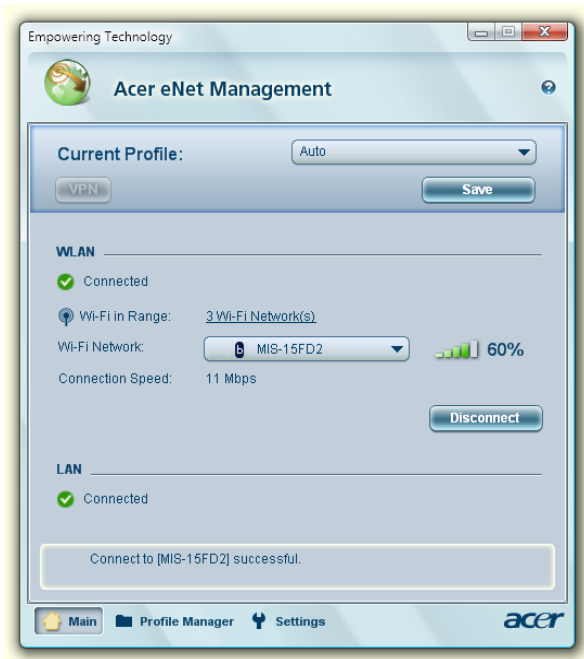 Empowering Technology
Acer eNet Management
Current Profile: Auto
VPN Save
WLAN
Connected
Wi-Fi in Range: 3 Wi-Fi Network(s)
Wi-Fi Network: b MIS-15FD2 60%
Connection Speed: 11 Mbps
Disconnect
LAN
Connected
Connect to [MIS-15FD2] successful.
Main Profile Manager Settings acer